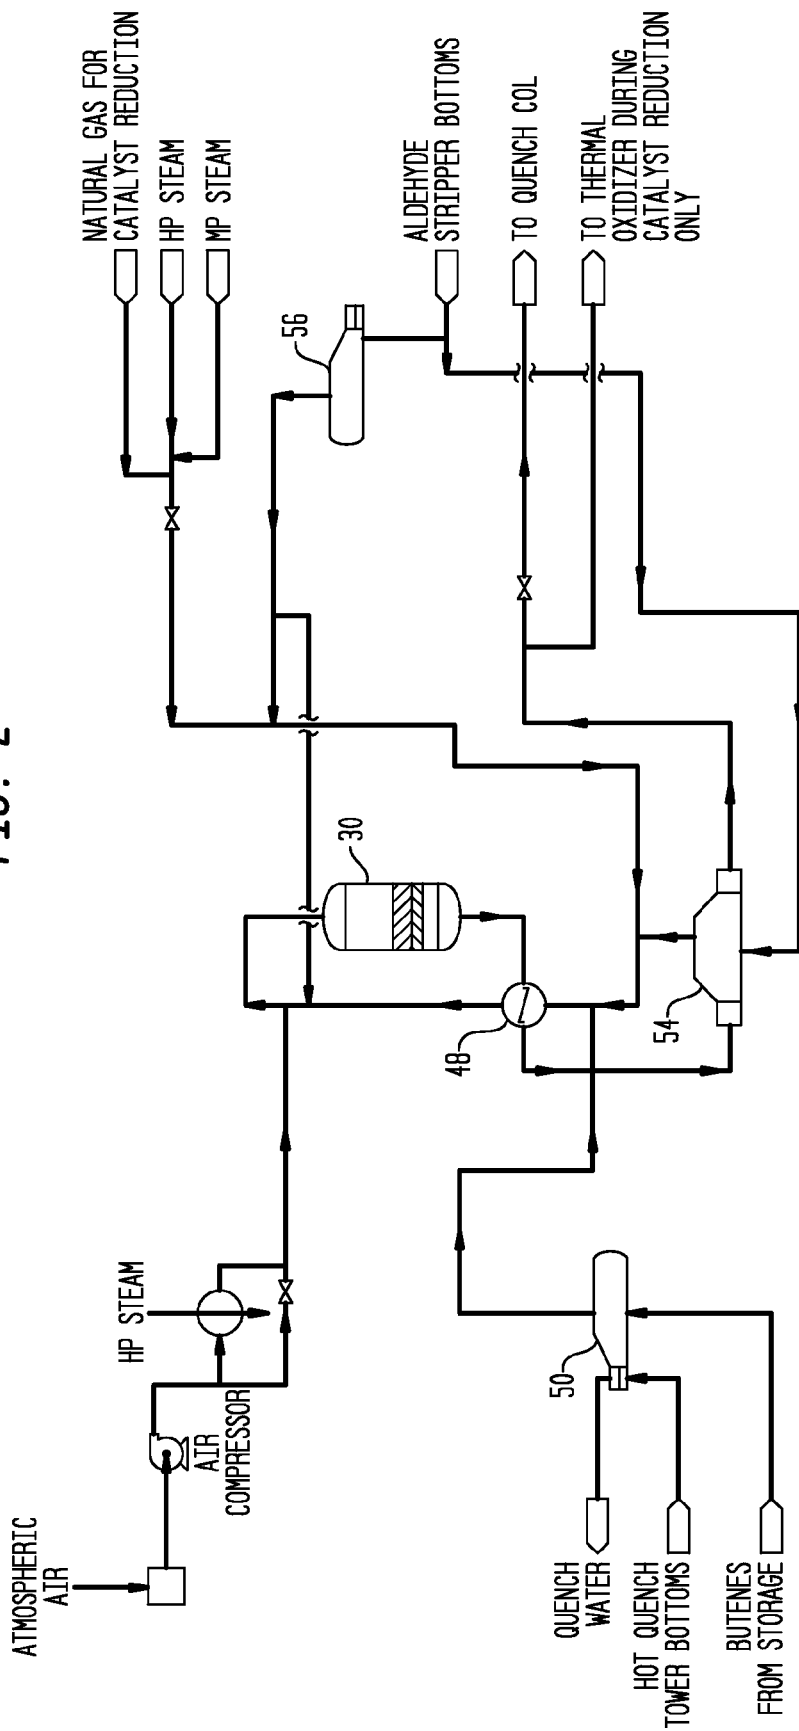 FIG. 2
NATURAL GAS FOR
CATALYST REDUCTION
HP STEAM
MP STEAM
56
ALDEHYDE
STRIPPER BOTTOMS
TO QUENCH COL
TO THERMAL
OXIDIZER DURING
CATALYST REDUCTION
ONLY
30
48
54
HP STEAM
AIR
COMPRESSOR
ATMOSPHERIC
AIR
50
QUENCH
WATER
HOT QUENCH
TOWER BOTTOMS
BUTENES
FROM STORAGE